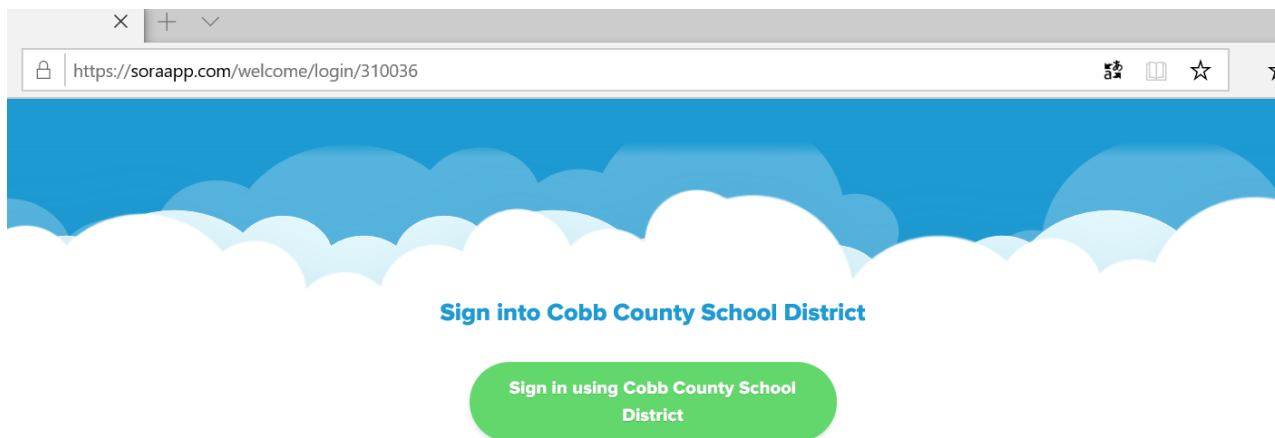 https://soraapp.com/welcome/login/310036
Sign into Cobb County School District
Sign in using Cobb County School
District